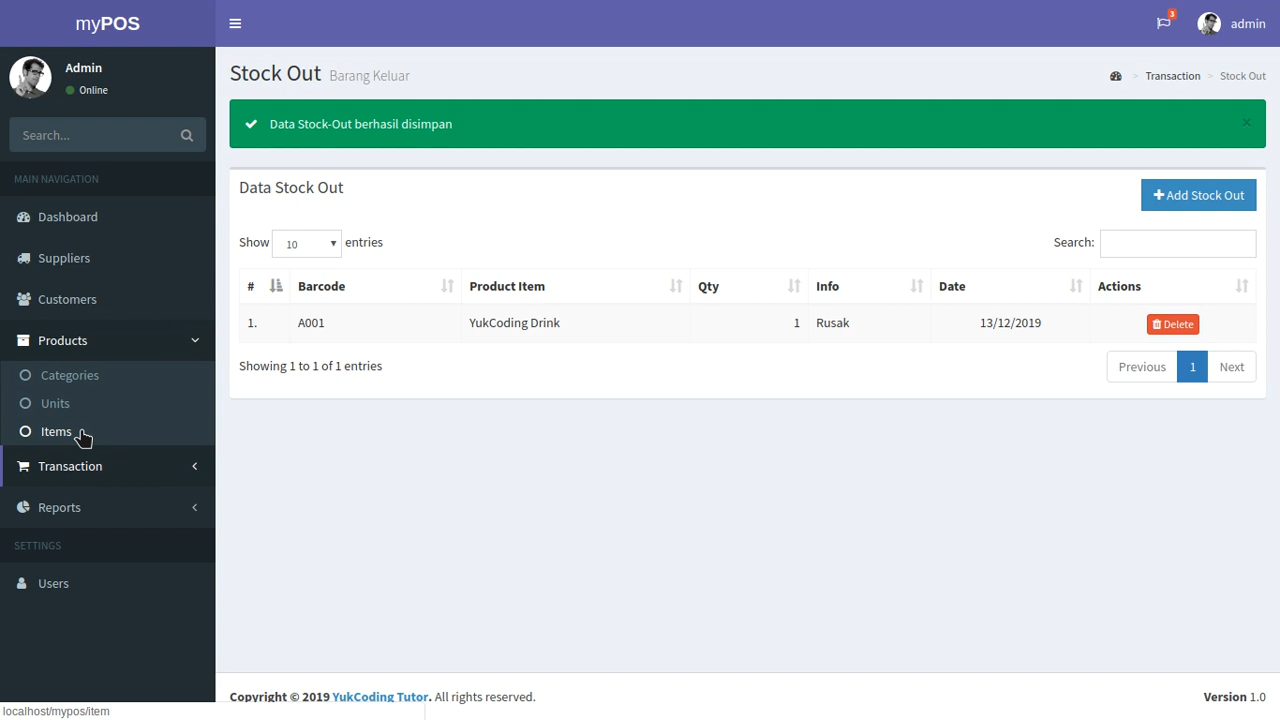 myPOS
3
admin
Admin
Online
Search...
MAIN NAVIGATION
Dashboard
Suppliers
Customers
Products
Categories
Units
Items
Transaction
Reports
SETTINGS
Users
Stock Out Barang Keluar
> Transaction > Stock Out
Data Stock-Out berhasil disimpan ×
Data Stock Out
Add Stock Out
Show 10 entries
Search:
# Barcode Product Item Qty Info Date Actions
1. A001 YukCoding Drink 1 Rusak 13/12/2019 Delete
Showing 1 to 1 of 1 entries
Previous 1 Next
Copyright © 2019 YukCoding Tutor. All rights reserved.
Version 1.0
localhost/mypos/item